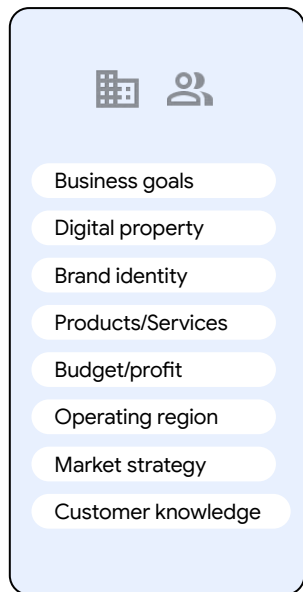 Business goals
Digital property
Brand identity
Products/Services
Budget/profit
Operating region
Market strategy
Customer knowledge